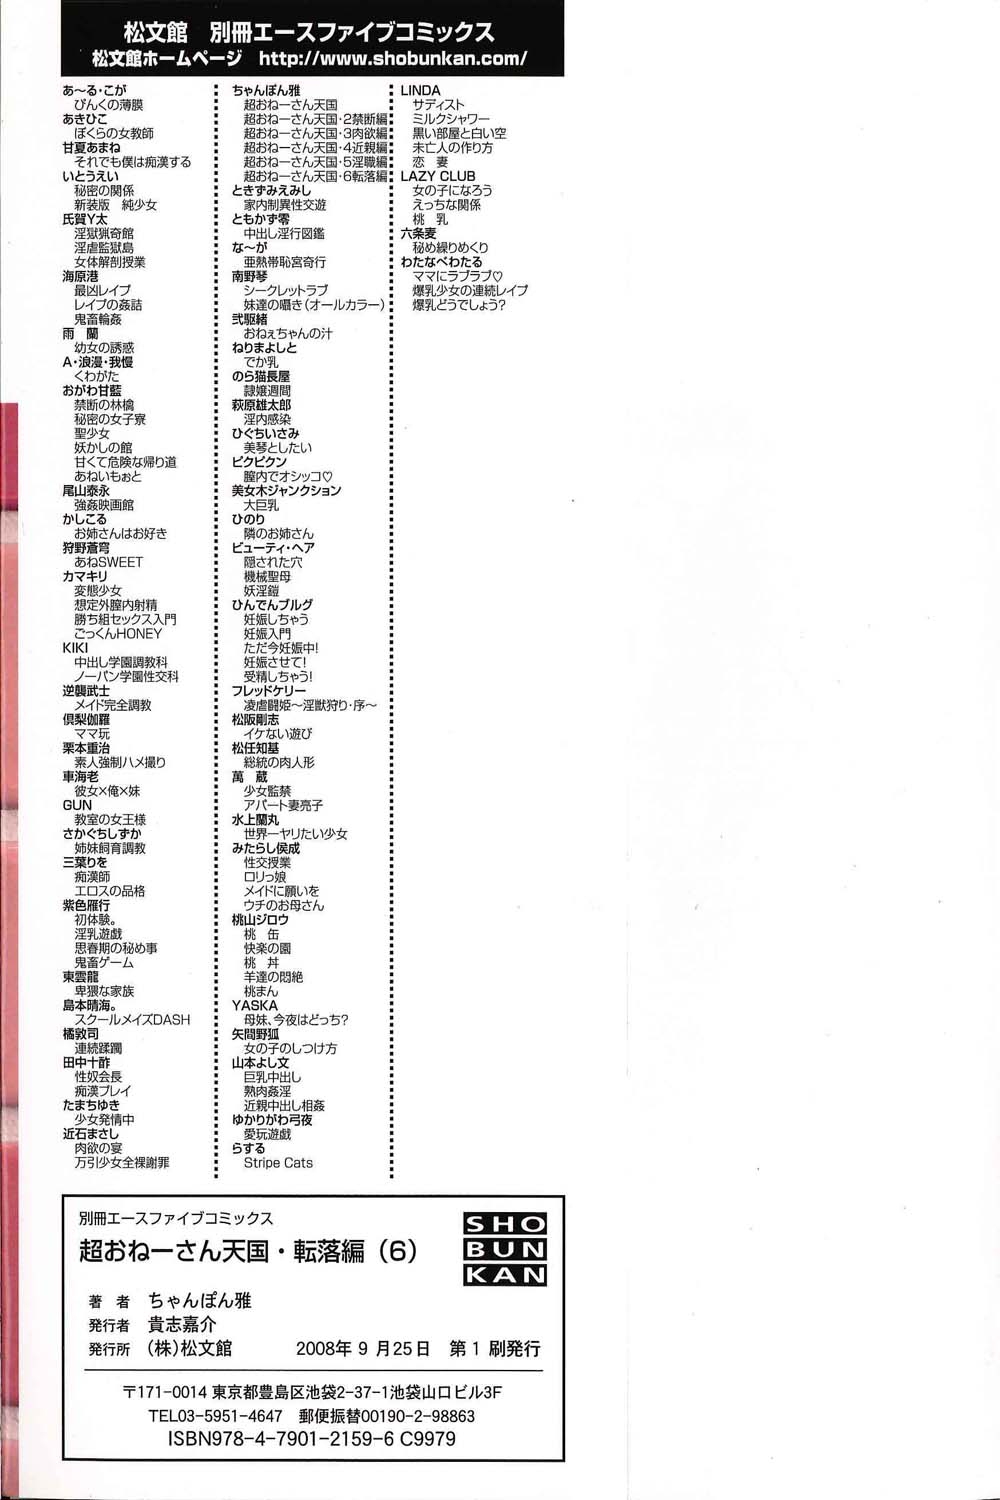 松文館　別冊エースファイブコミックス
松文館ホームページ　http://www.shobunkan.com/
あ〜る・こが
ぴんくの薄膜
あきひこ
ぼくらの女教師
甘夏あまね
それでも僕は痴漢する
いとうえい
秘密の関係
新装版　純少女
氏賀Y太
淫獄猟奇館
淫虐監獄島
女体解剖授業
海原港
最凶レイプ
レイプの姦詰
鬼畜輪姦
雨　蘭
幼女の誘惑
A・浪漫・我慢
くわがた
おがわ甘藍
禁断の林檎
秘密の女子寮
聖少女
妖かしの館
甘くて危険な帰り道
あねいもぉと
尾山泰永
強姦映画館
かしこる
お姉さんはお好き
狩野蒼穹
あねSWEET
カマキリ
変態少女
想定外膣内射精
勝ち組セックス入門
ごっくんHONEY
KIKI
中出し学園調教科
ノーパン学園性交科
逆襲武士
メイド完全調教
倶梨伽羅
ママ玩
栗本重治
素人強制ハメ撮り
車海老
彼女×俺×妹
GUN
教室の女王様
さかぐちしずか
姉妹飼育調教
三葉りを
痴漢師
エロスの品格
紫色雁行
初体験。
淫乳遊戯
思春期の秘め事
鬼畜ゲーム
東雲龍
卑猥な家族
島本晴海。
スクールメイズDASH
橘敦司
連続蹂躙
田中十酢
性奴会長
痴漢プレイ
たまちゆき
少女発情中
近石まさし
肉欲の宴
万引少女全裸謝罪
ちゃんぽん雅
超おねーさん天国
超おねーさん天国・2禁断編
超おねーさん天国・3肉欲編
超おねーさん天国・4近親編
超おねーさん天国・5淫職編
超おねーさん天国・6転落編
ときずみえみし
家内制異性交遊
ともかず零
中出し淫行図鑑
な〜が
亜熱帯恥宮奇行
南野琴
シークレットラブ
妹達の囁き(オールカラー)
弐駆緒
おねぇちゃんの汁
ねりまよしと
でか乳
のら猫長屋
隷嬢週間
萩原雄太郎
淫内感染
ひぐちいさみ
美琴としたい
ピクピクン
膣内でオシッコ♡
美女木ジャンクション
大巨乳
ひのり
隣のお姉さん
ビューティ・ヘア
隠された穴
機械聖母
妖淫鎧
ひんでんブルグ
妊娠しちゃう
妊娠入門
ただ今妊娠中!
妊娠させて!
受精しちゃう!
フレッドケリー
凌虐闘姫〜淫獣狩り・序〜
松阪剛志
イケない遊び
松任知基
総統の肉人形
萬　蔵
少女監禁
アパート妻亮子
水上蘭丸
世界一ヤリたい少女
みたらし侯成
性交授業
ロリっ娘
メイドに願いを
ウチのお母さん
桃山ジロウ
桃　缶
快楽の園
桃　丼
羊達の悶絶
桃まん
YASKA
母妹、今夜はどっち?
矢間野狐
女の子のしつけ方
山本よし文
巨乳中出し
熟肉姦淫
近親中出し相姦
ゆかりがわ弓夜
愛玩遊戯
らする
Stripe Cats
LINDA
サディスト
ミルクシャワー
黒い部屋と白い空
未亡人の作り方
恋　妻
LAZY CLUB
女の子になろう
えっちな関係
桃　乳
六条麦
秘め繰りめくり
わたなべわたる
ママにラブラブ♡
爆乳少女の連続レイプ
爆乳どうでしょう?
別冊エースファイブコミックス
超おねーさん天国・転落編（6）
SHO
BUN
KAN
著　者　ちゃんぽん雅
発行者　貴志嘉介
発行所　(株)松文館　2008年9月25日　第1刷発行
〒171-0014 東京都豊島区池袋2-37-1池袋山口ビル3F
TEL03-5951-4647　郵便振替00190-2-98863
ISBN978-4-7901-2159-6 C9979